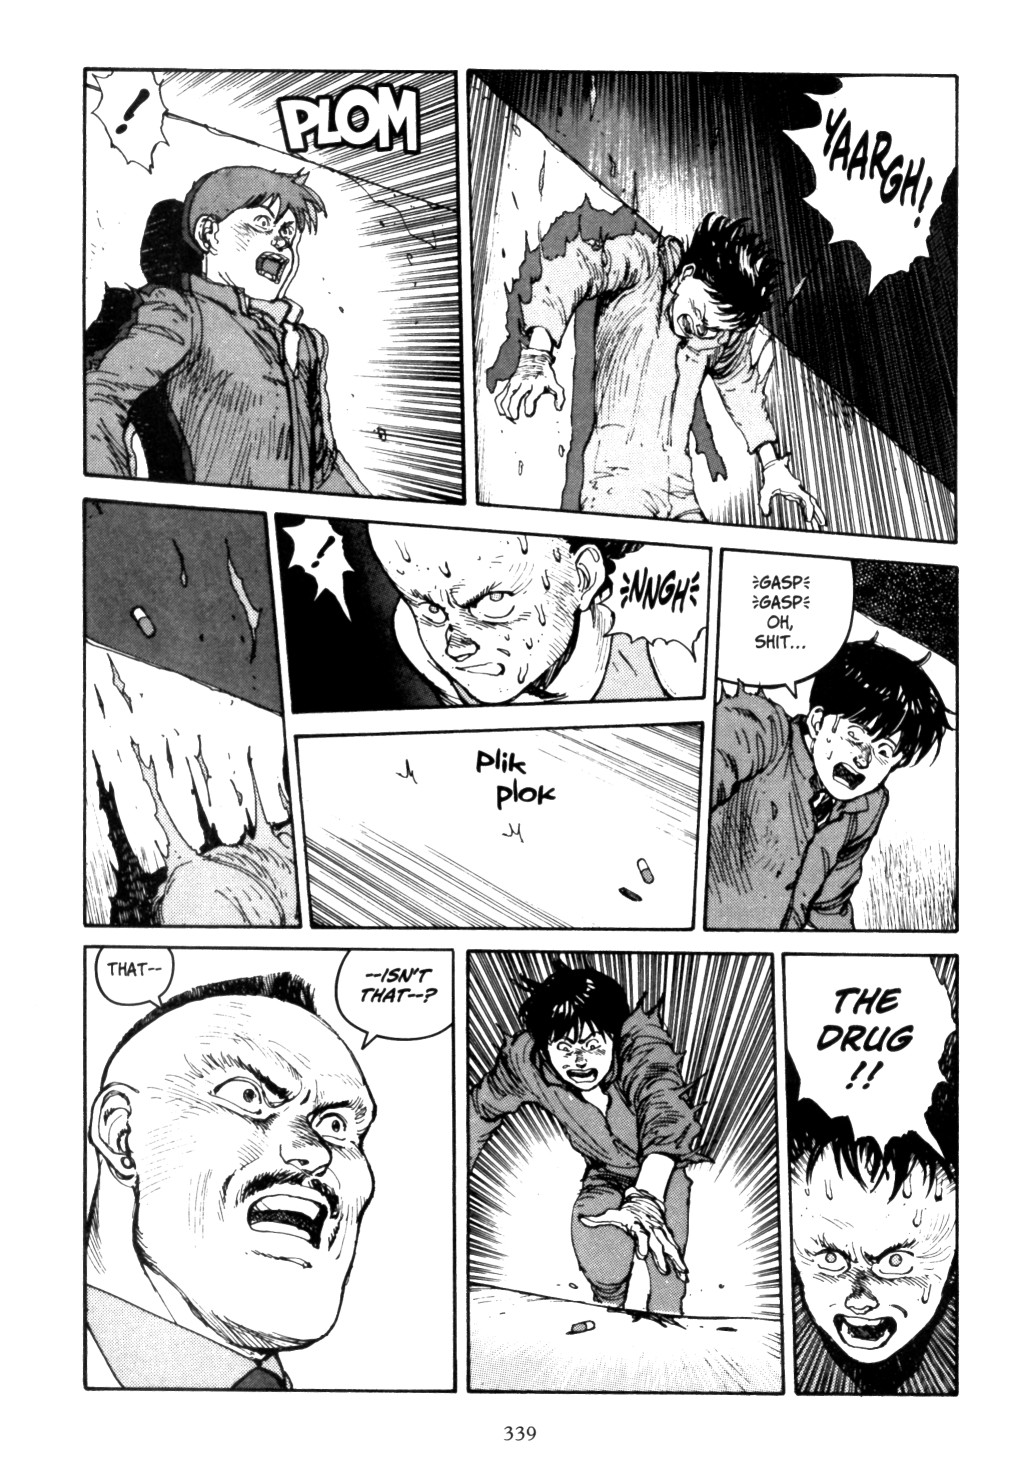 !
PLOM
YAARGH!
!
NNGH
GASP
GASP
OH,
SHIT...
PLIK
PLOK
THAT--
--ISN'T
THAT--?
THE
DRUG
!!
339